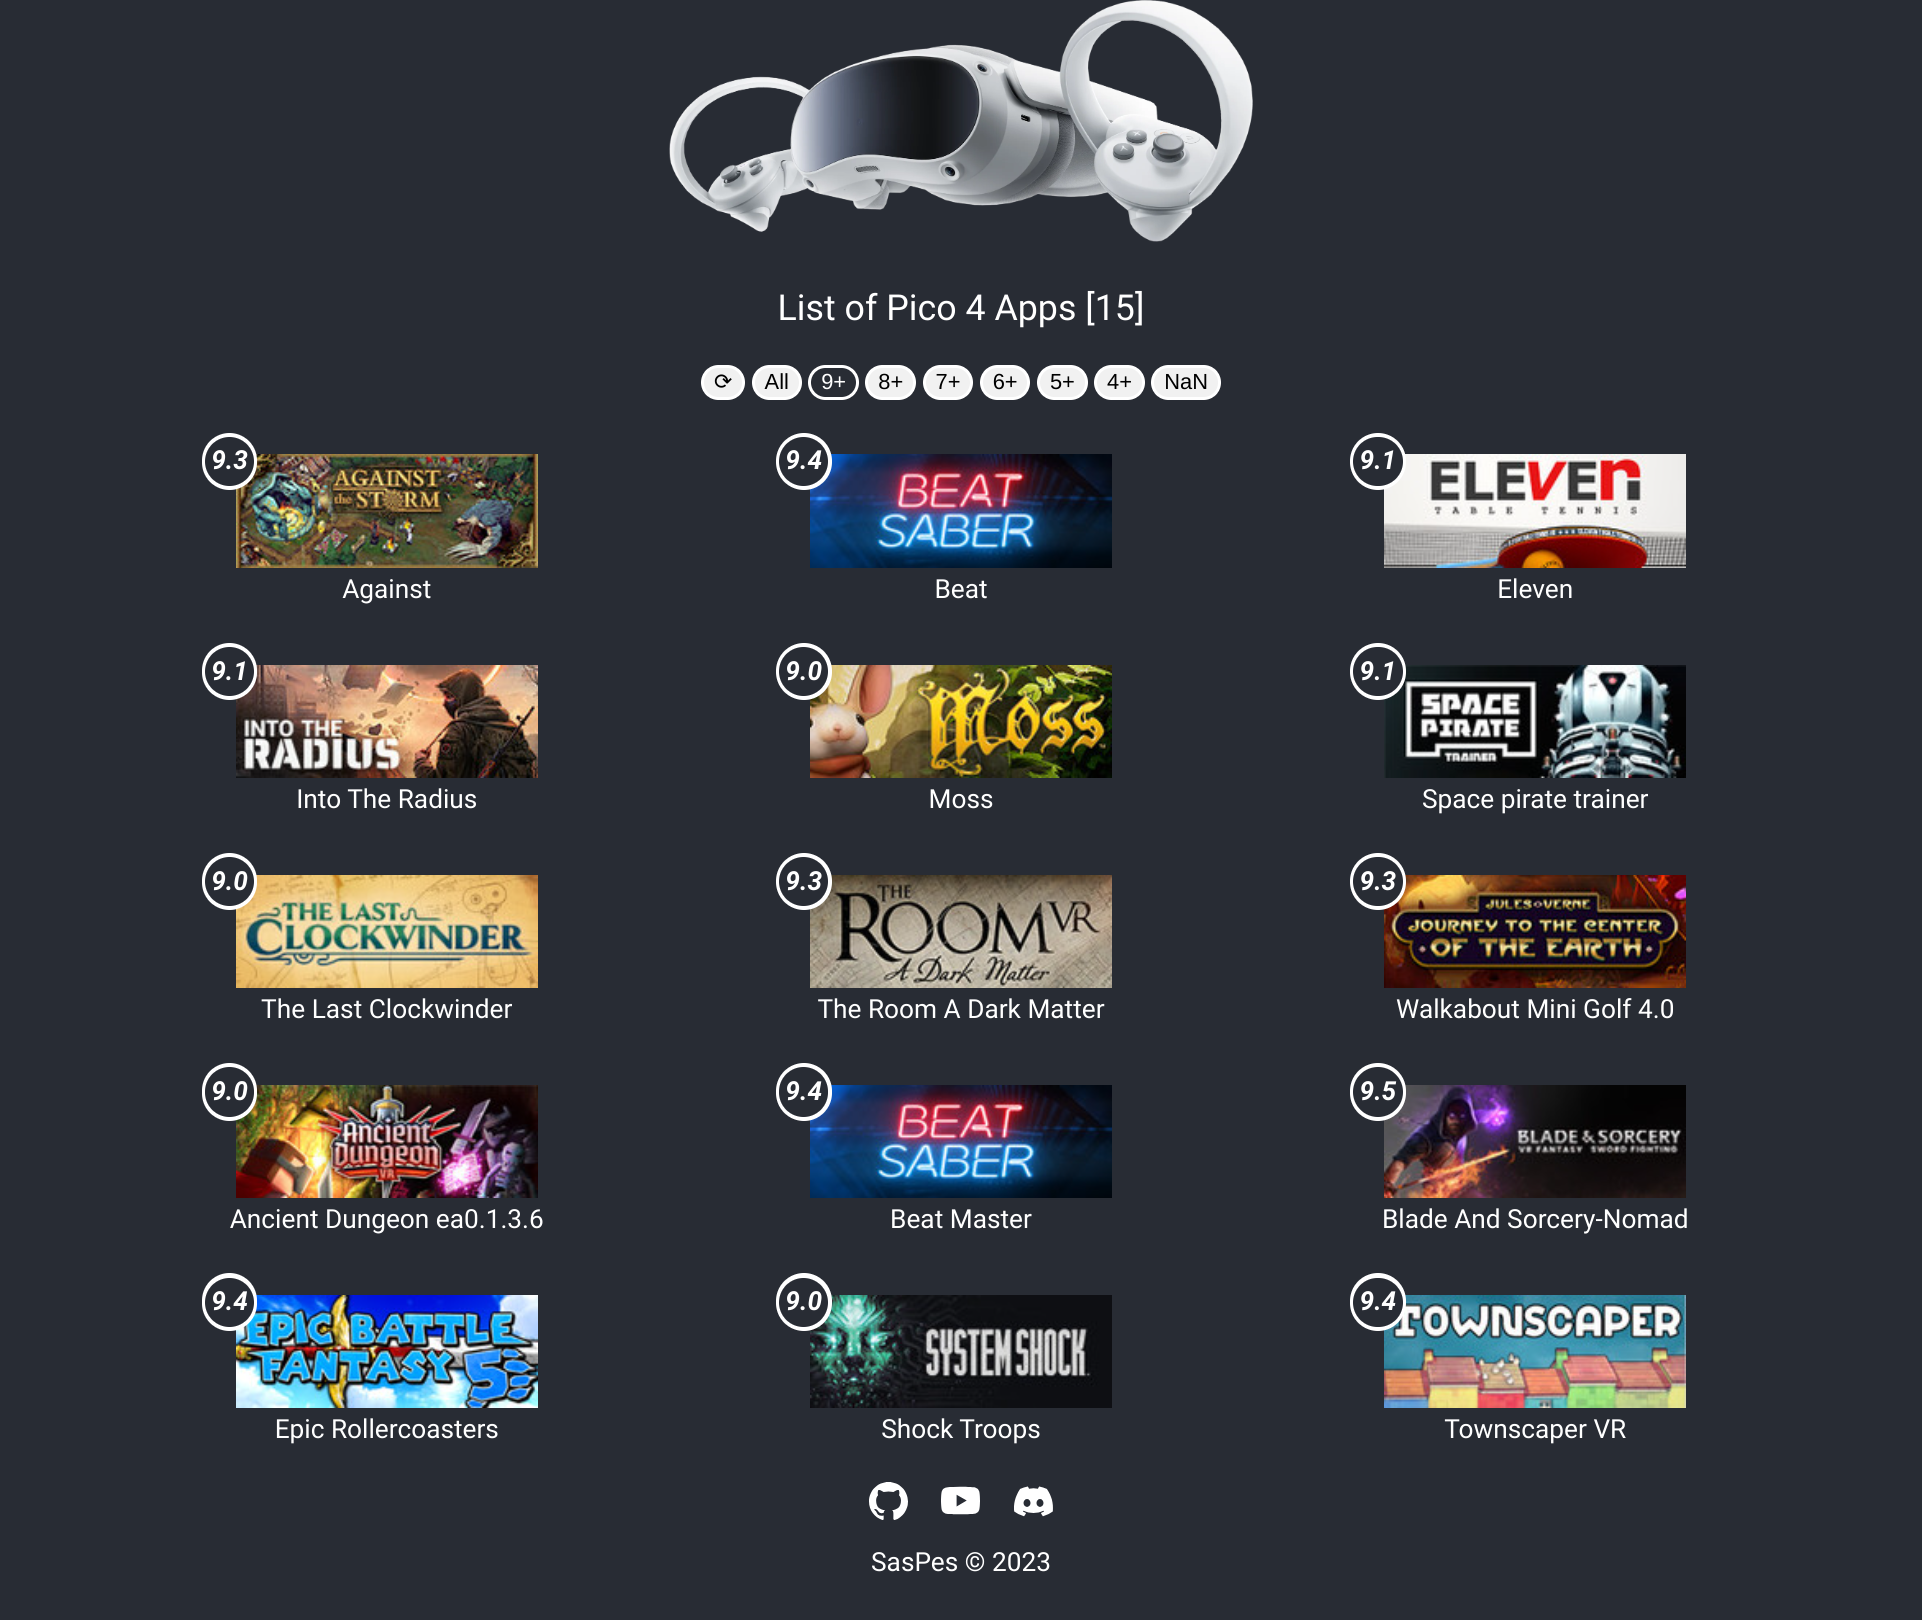 List of Pico 4 Apps [15]
⟳ All 9+ 8+ 7+ 6+ 5+ 4+ NaN
9.3
AGAINST
the STORM
Against
9.4
BEAT
SABER
Beat
9.1
ELEVEn
TABLE TENNIS
Eleven
9.1
INTO THE
RADIUS
Into The Radius
9.0
Moss
Moss
9.1
SPACE
PIRATE
TRAINER
Space pirate trainer
9.0
THE LAST
CLOCKWINDER
The Last Clockwinder
9.3
THE
ROOM VR
A Dark Matter
The Room A Dark Matter
9.3
JULES VERNE
JOURNEY TO THE CENTER
OF THE EARTH
Walkabout Mini Golf 4.0
9.0
Ancient
Dungeon
VR
Ancient Dungeon ea0.1.3.6
9.4
BEAT
SABER
Beat Master
9.5
BLADE & SORCERY
VR FANTASY SWORD FIGHTING
Blade And Sorcery-Nomad
9.4
EPIC BATTLE
FANTASY 5
Epic Rollercoasters
9.0
SYSTEM SHOCK
Shock Troops
9.4
TOWNSCAPER
Townscaper VR
SasPes © 2023